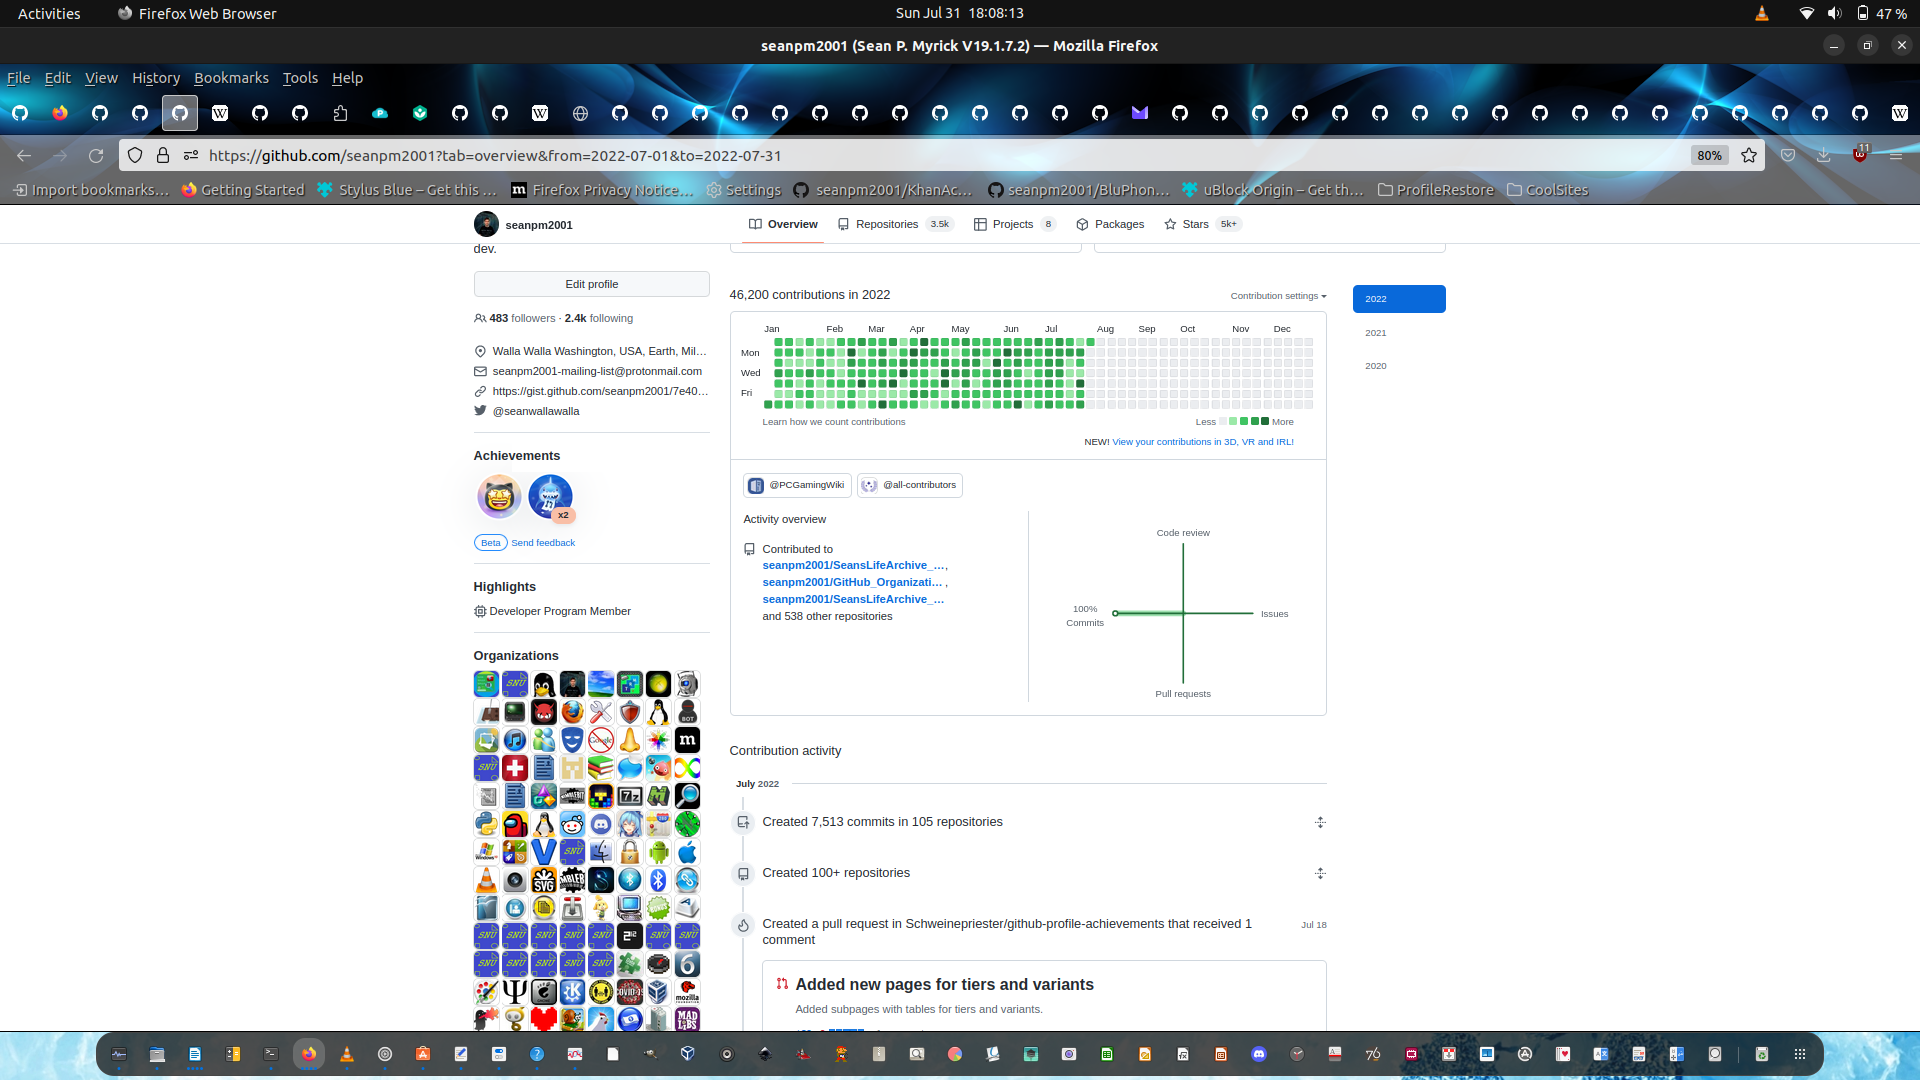 Activities
Firefox Web Browser
Sun Jul 31 18:08:13
47 %
seanpm2001 (Sean P. Myrick V19.1.7.2) — Mozilla Firefox
File Edit View History Bookmarks Tools Help
https://github.com/seanpm2001?tab=overview&from=2022-07-01&to=2022-07-31
80%
11
Import bookmarks…
Getting Started
Stylus Blue – Get this …
Firefox Privacy Notice…
Settings
seanpm2001/KhanAc…
seanpm2001/BluPhon…
uBlock Origin – Get th…
ProfileRestore
CoolSites
seanpm2001
Overview
Repositories 3.5k
Projects 8
Packages
Stars 5k+
dev.
Edit profile
483 followers · 2.4k following
Walla Walla Washington, USA, Earth, Mil…
seanpm2001-mailing-list@protonmail.com
https://gist.github.com/seanpm2001/7e40…
@seanwallawalla
Achievements
x2
Beta Send feedback
Highlights
Developer Program Member
Organizations
46,200 contributions in 2022
Contribution settings
2022
2021
2020
Jan Feb Mar Apr May Jun Jul Aug Sep Oct Nov Dec
Mon
Wed
Fri
Learn how we count contributions
Less More
NEW! View your contributions in 3D, VR and IRL!
@PCGamingWiki
@all-contributors
Activity overview
Contributed to
seanpm2001/SeansLifeArchive_…,
seanpm2001/GitHub_Organizati… ,
seanpm2001/SeansLifeArchive_…
and 538 other repositories
Code review
100%
Commits
Issues
Pull requests
Contribution activity
July 2022
Created 7,513 commits in 105 repositories
Created 100+ repositories
Created a pull request in Schweinepriester/github-profile-achievements that received 1
comment
Jul 18
Added new pages for tiers and variants
Added subpages with tables for tiers and variants.